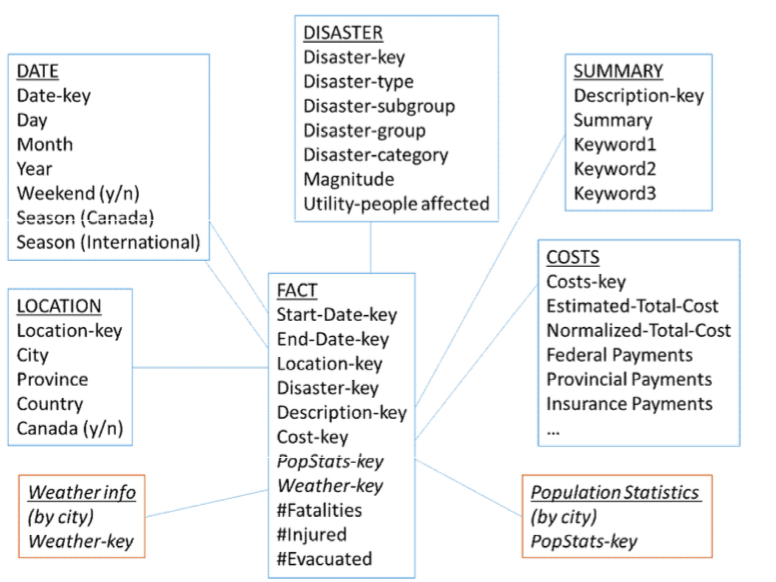 DISASTER
Disaster-key
Disaster-type
Disaster-subgroup
Disaster-group
Disaster-category
Magnitude
Utility-people affected
DATE
Date-key
Day
Month
Year
Weekend (y/n)
Season (Canada)
Season (International)
SUMMARY
Description-key
Summary
Keyword1
Keyword2
Keyword3
LOCATION
Location-key
City
Province
Country
Canada (y/n)
FACT
Start-Date-key
End-Date-key
Location-key
Disaster-key
Description-key
Cost-key
PopStats-key
Weather-key
#Fatalities
#Injured
#Evacuated
COSTS
Costs-key
Estimated-Total-Cost
Normalized-Total-Cost
Federal Payments
Provincial Payments
Insurance Payments
...
Weather info
(by city)
Weather-key
Population Statistics
(by city)
PopStats-key